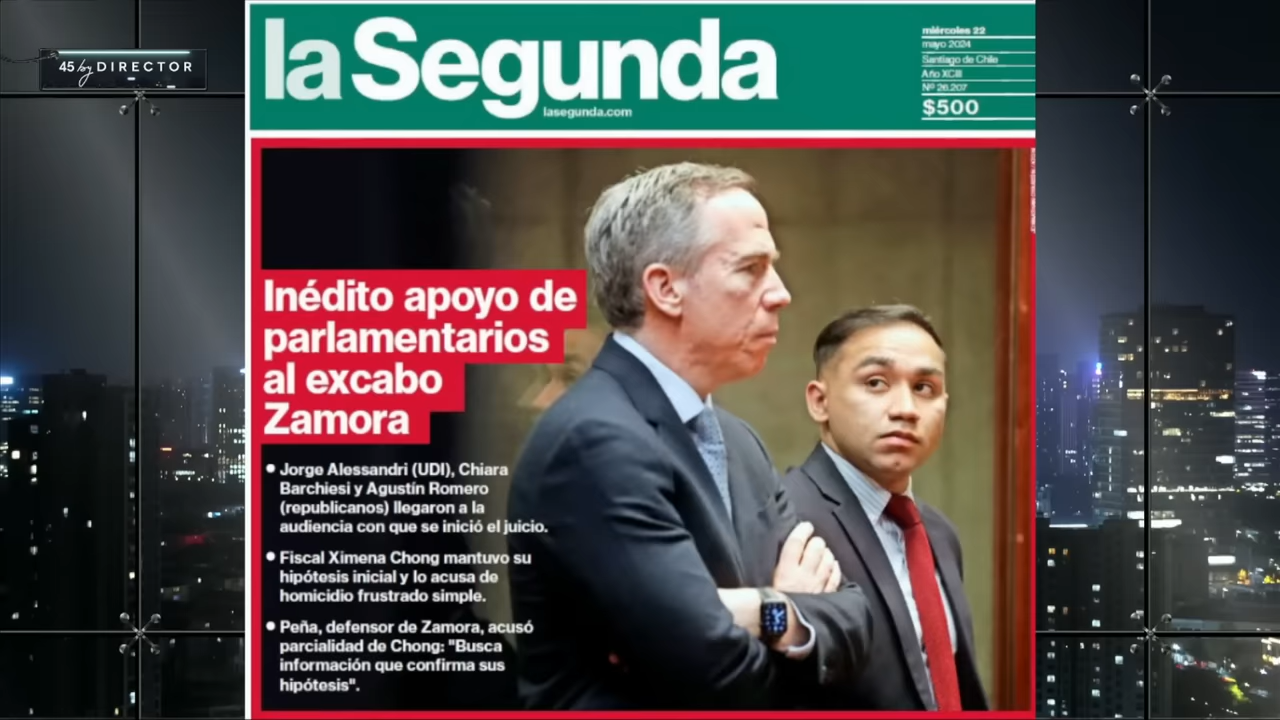 45 by DIRECTOR
la Segunda
lasegunda.com
miércoles 22
mayo 2024
Santiago de Chile
Año XCIII
Nº 26.207
$500
Inédito apoyo de
parlamentarios
al excabo
Zamora
• Jorge Alessandri (UDI), Chiara
Barchiesi y Agustín Romero
(republicanos) llegaron a la
audiencia con que se inició el juicio.
• Fiscal Ximena Chong mantuvo su
hipótesis inicial y lo acusa de
homicidio frustrado simple.
• Peña, defensor de Zamora, acusó
parcialidad de Chong: "Busca
información que confirma sus
hipótesis".